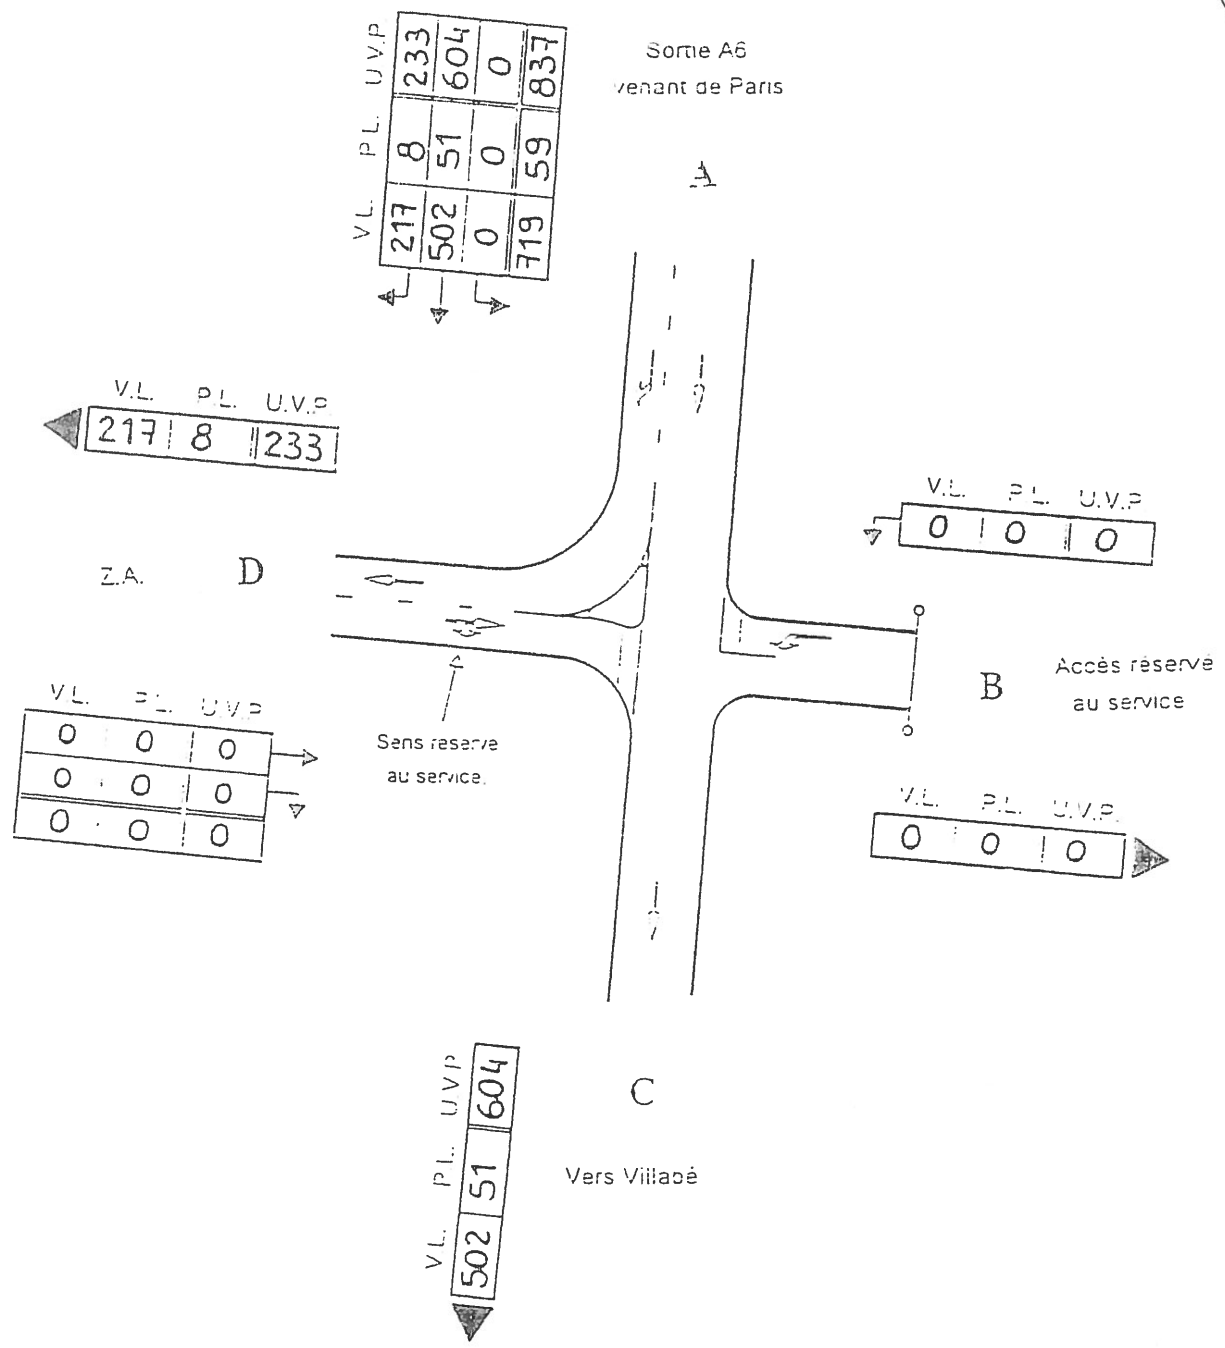 Sortie A6
venant de Paris
V.L. P.L. U.V.P
217 8 233
502 51 604
0 0 0
719 59 837
A
V.L. P.L. U.V.P.
217 8 233
V.L. P.L. U.V.P
0 0 0
Z.A.
D
B
Accès réservé
au service
V.L. P.L. U.V.P
0 0 0
0 0 0
0 0 0
Sens reserve
au service.
V.L. P.L. U.V.P.
0 0 0
C
Vers Villabé
V.L. P.L. U.V.P
502 51 604